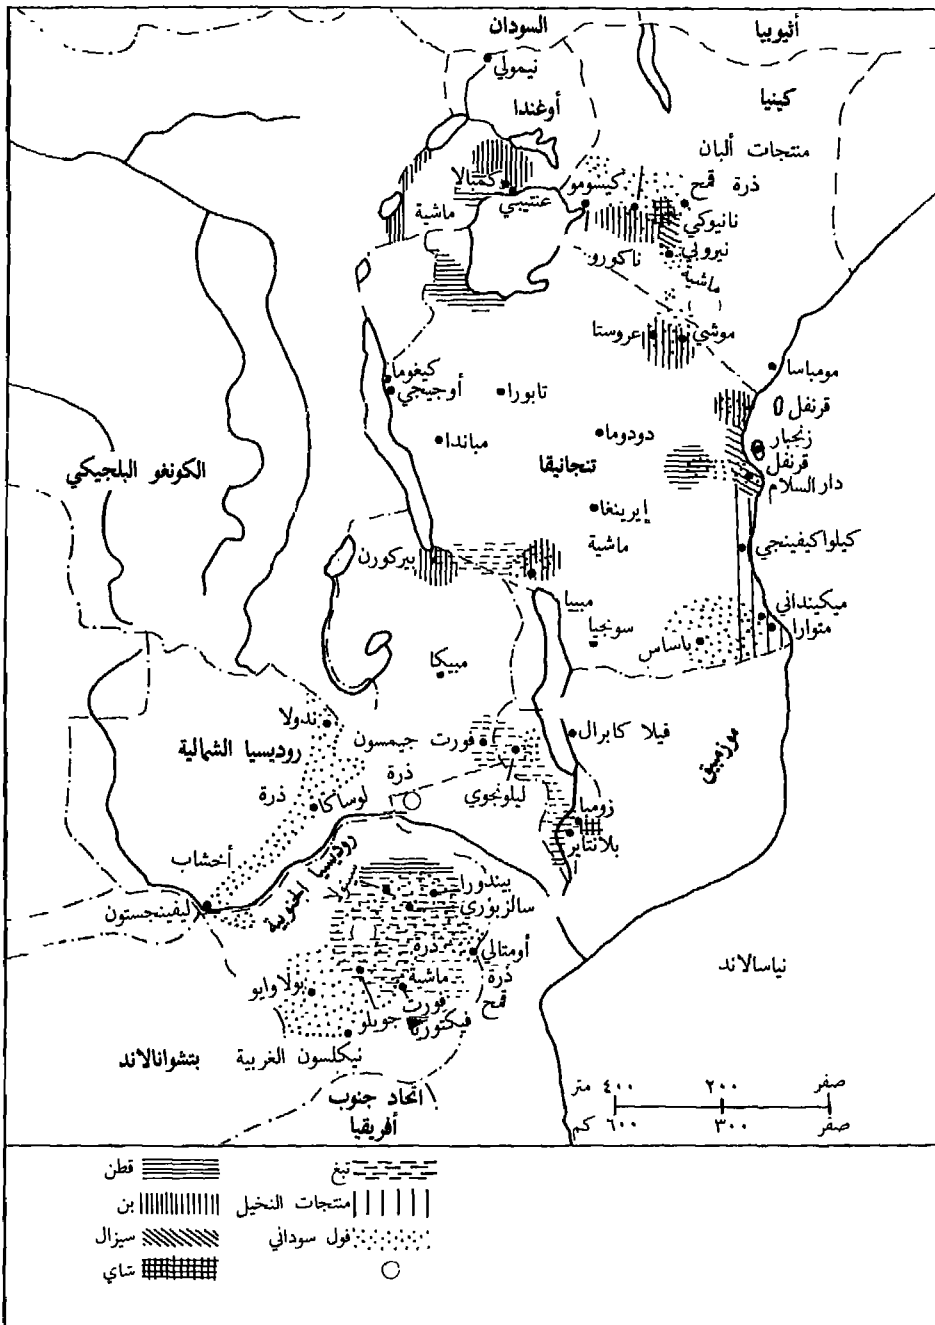 السودان
أثيوبيا
نيمولي
كينيا
أوغندا
منتجات ألبان
ذرة
قمح
كمبالا
كيسومو
عنتيبي
ماشية
نانيوكي
نيروبي
ناكورو
ماشية
موشي
عروستا
مومباسا
كيغوما
أوجيجي
تابورا
قرنفل
مباندا
دودوما
زنجبار
تنجانيقا
قرنفل
الكونغو البلجيكي
دار السلام
إيرينغا
ماشية
كيلواكيفينجي
بيركورن
مبيا
ميكينداني
سونجيا
متوارا
ياساس
مبيكا
ندولا
ڤيلا كابرال
روديسيا الشمالية
فورت جيمسون
موزمبيق
ذرة
ذرة
لوساكا
ليلونجوي
زومبا
بلانتاير
أخشاب
روديسيا الجنوبية
بيندورا
سالزبوري
ليفينجستون
أومتالي
ذرة
نياسالاند
ماشية
ذرة
بولاوايو
فورت
قمح
جويلو
فيكتوريا
نيكلسون الغربية
بتشوانالاند
اتحاد جنوب
أفريقيا
صفر ٢٠٠ ٤٠٠ متر
صفر ٣٠٠ ٦٠٠ كم
تبغ
قطن
منتجات النخيل
بن
فول سوداني
سيزال
شاي